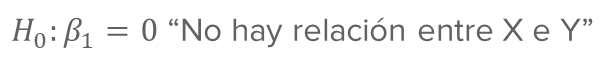 H₀: β₁ = 0 “No hay relación entre X e Y”